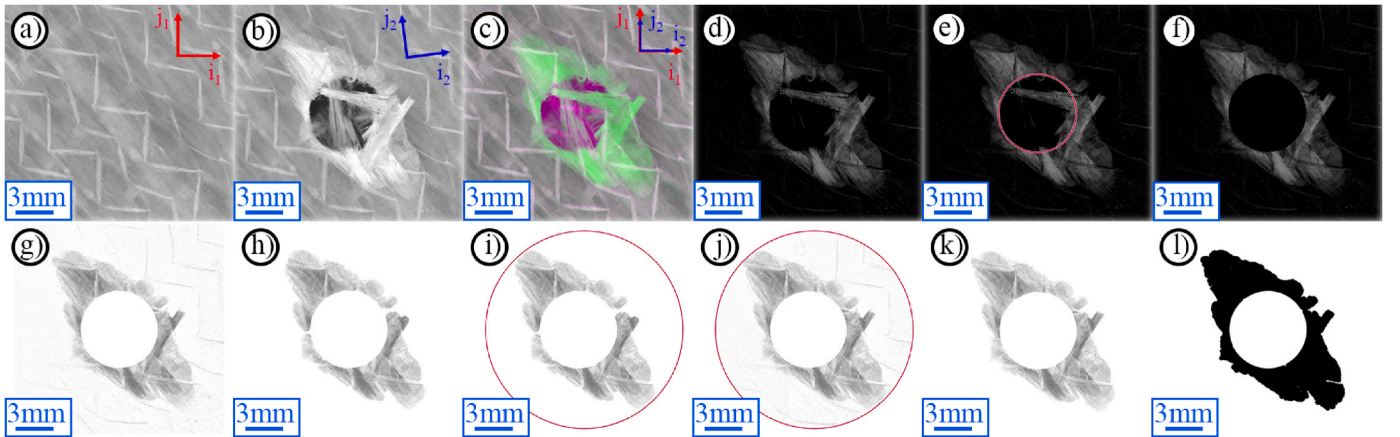 a) j₁ i₁ 3mm
b) j₂ i₂ 3mm
c) j₁ j₂ i₂ i₁ 3mm
d) 3mm
e) 3mm
f) 3mm
g) 3mm
h) 3mm
i) 3mm
j) 3mm
k) 3mm
l) 3mm